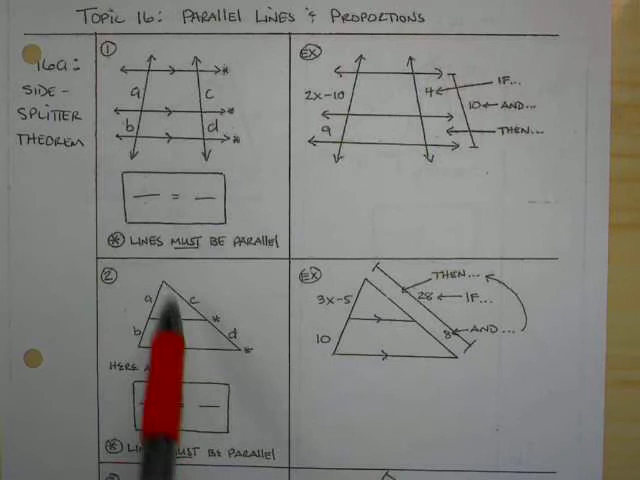 TOPIC 16: PARALLEL LINES & PROPORTIONS
16a:
SIDE-
SPLITTER
THEOREM
①
a
c
*
b
d
*
*
=
⊛ LINES MUST BE PARALLEL
EX
2x-10
4
IF...
10
AND...
9
THEN...
②
a
c
*
b
d
*
HERE
⊛ LINES MUST BE PARALLEL
EX
THEN...
3x-5
28
IF...
10
8
AND...